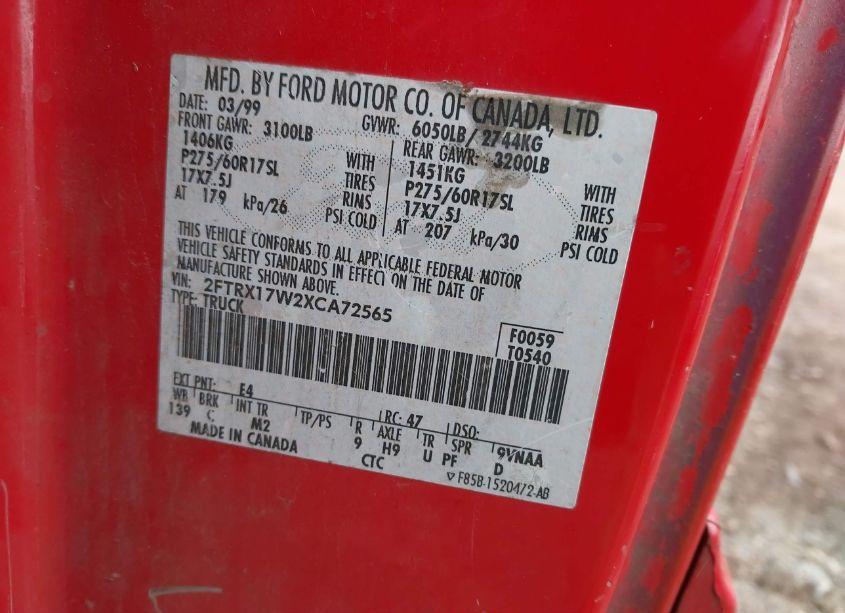 MFD. BY FORD MOTOR CO. OF CANADA, LTD.
DATE: 03/99 GVWR: 6050LB/2744KG
FRONT GAWR: 3100LB REAR GAWR: 3200LB
1406KG WITH 1451KG WITH
P275/60R17SL TIRES P275/60R17SL TIRES
17X7.5J RIMS 17X7.5J RIMS
AT 179 kPa/26 PSI COLD AT 207 kPa/30 PSI COLD
THIS VEHICLE CONFORMS TO ALL APPLICABLE FEDERAL MOTOR
VEHICLE SAFETY STANDARDS IN EFFECT ON THE DATE OF
MANUFACTURE SHOWN ABOVE.
VIN: 2FTRX17W2XCA72565
TYPE: TRUCK
F0059
T0540
EXT PNT: E4 RC: 47 DSO:
WB BRK INT TR TP/PS R AXLE TR SPR 9VNAA
139 C M2 9 H9 U PF D
MADE IN CANADA CTC F85B-1520472-AB